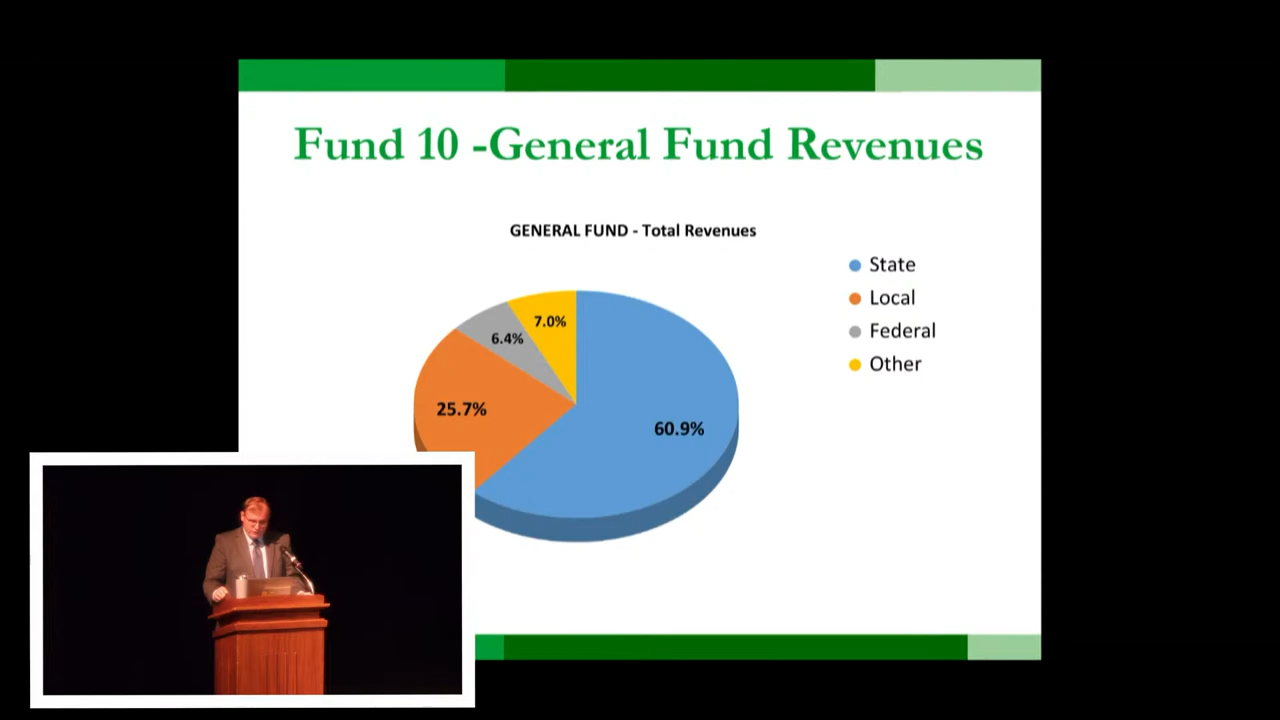 Fund 10 -General Fund Revenues
GENERAL FUND - Total Revenues
State
Local
Federal
Other
7.0%
6.4%
25.7%
60.9%